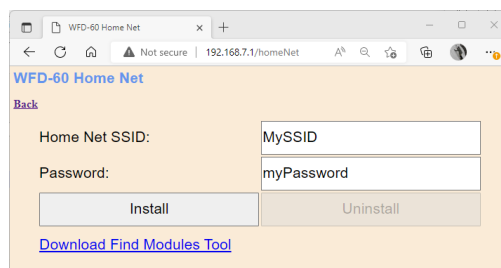 WFD-60 Home Net
Not secure | 192.168.7.1/homeNet
WFD-60 Home Net
Back
Home Net SSID: MySSID
Password: myPassword
Install Uninstall
Download Find Modules Tool